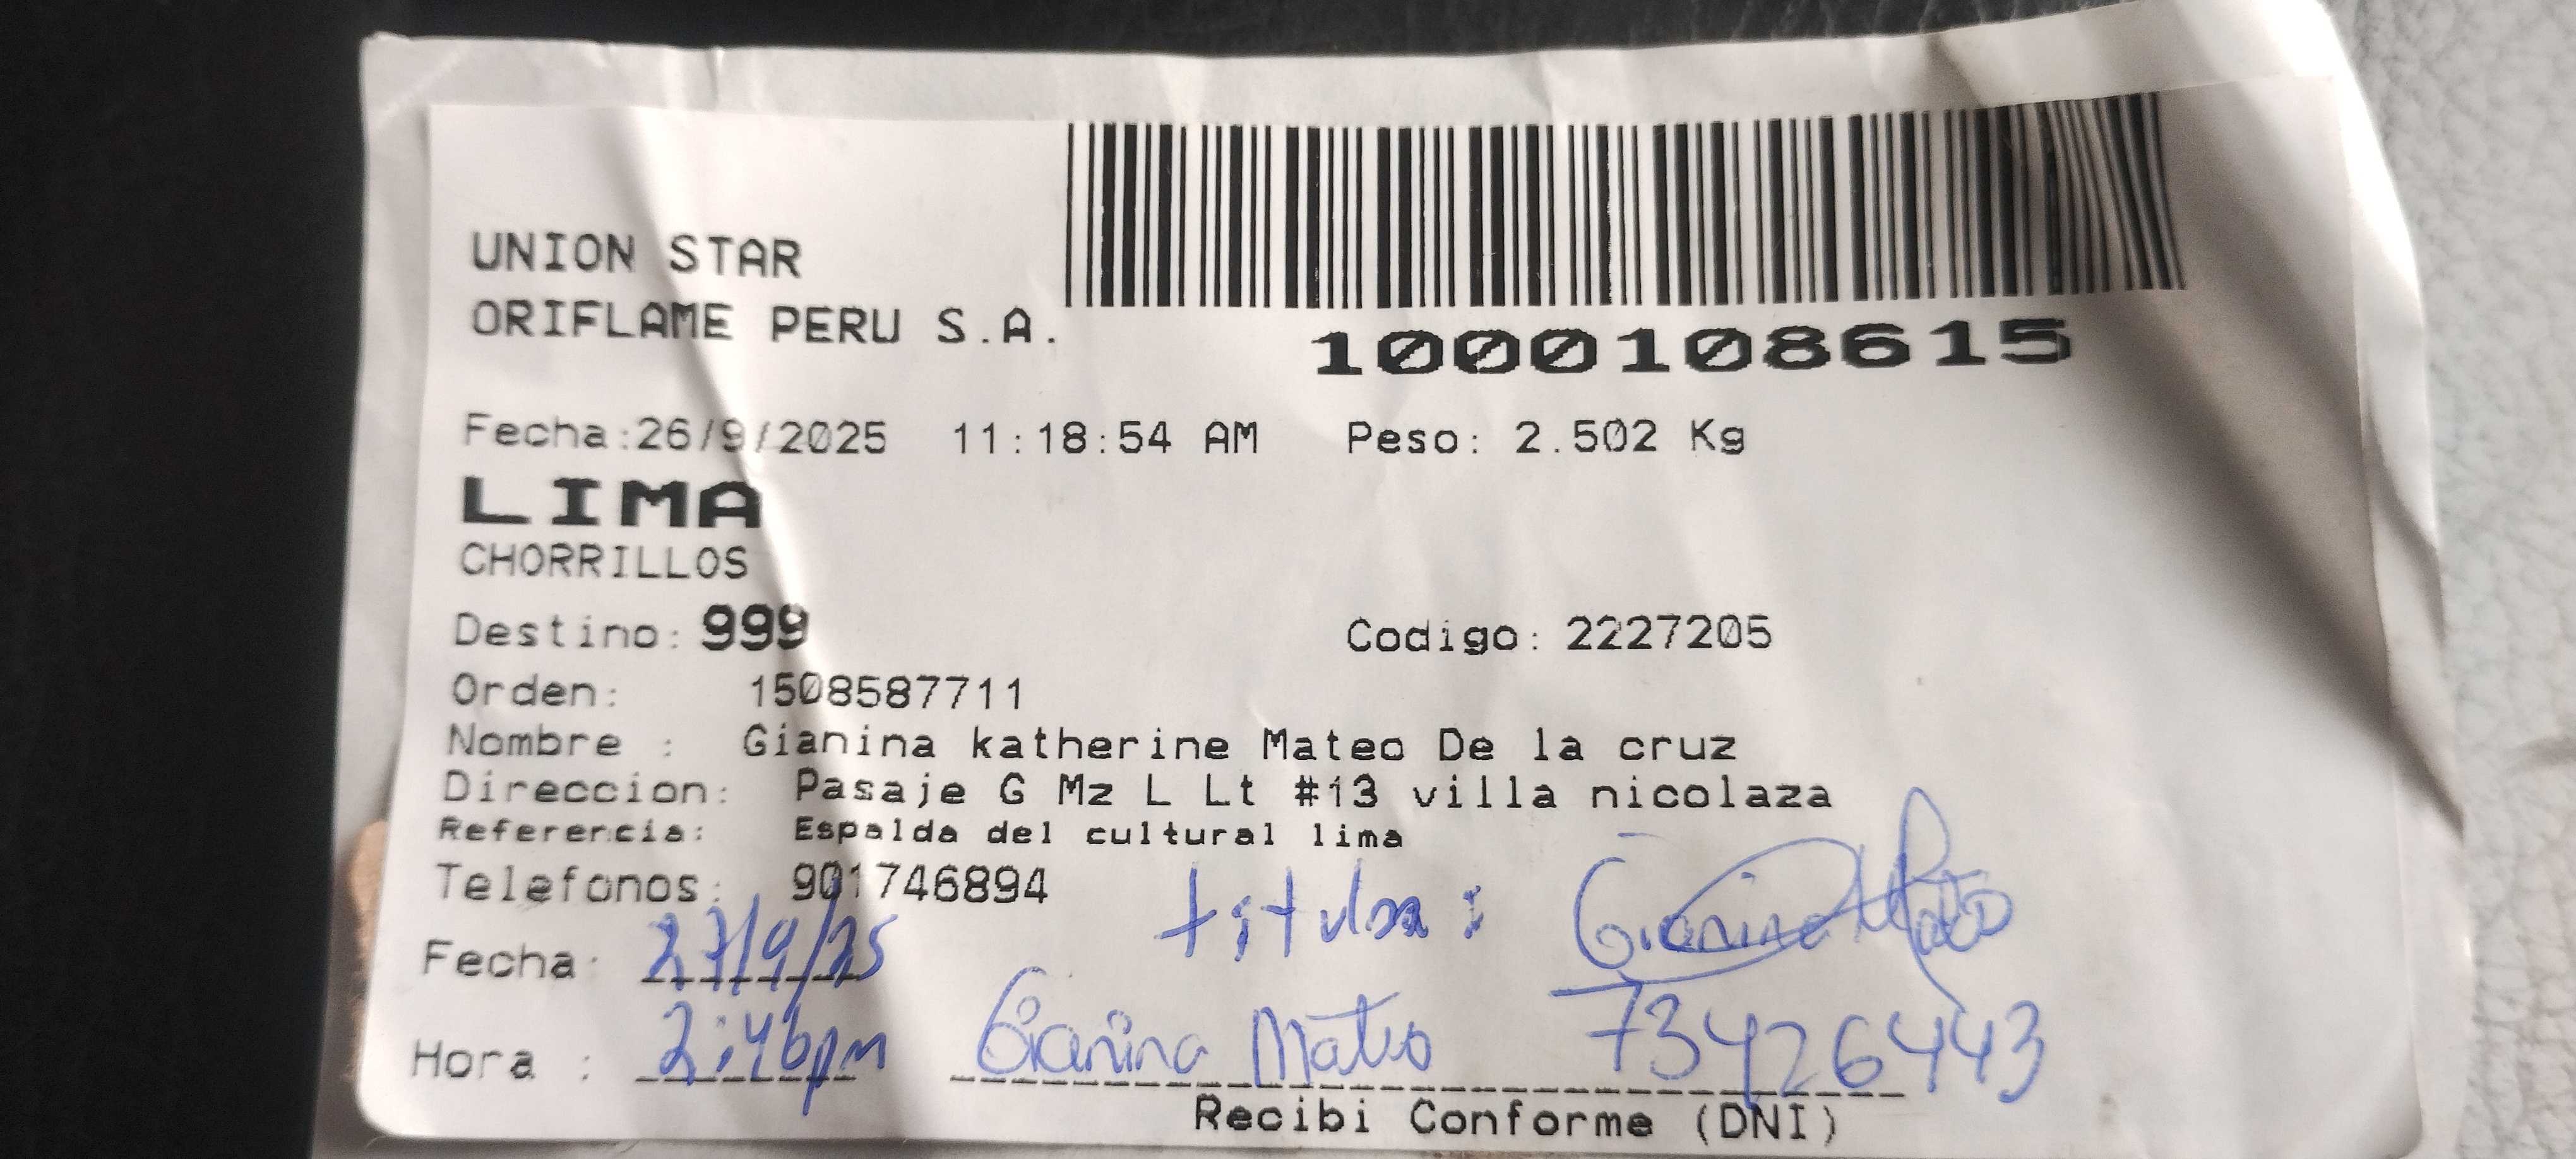 UNION STAR
ORIFLAME PERU S.A.
1000108615
Fecha:26/9/2025 11:18:54 AM Peso: 2.502 Kg
LIMA
CHORRILLOS
Destino: 999 Codigo: 2227205
Orden: 1508587711
Nombre : Gianina katherine Mateo De la cruz
Direccion: Pasaje G Mz L Lt #13 villa nicolaza
Referencia: Espalda del cultural lima
Telefonos: 901746894
titular : Gianina Mateo
Fecha: 27/9/25
Hora : 2:46pm Gianina Mateo 73426443
Recibi Conforme (DNI)